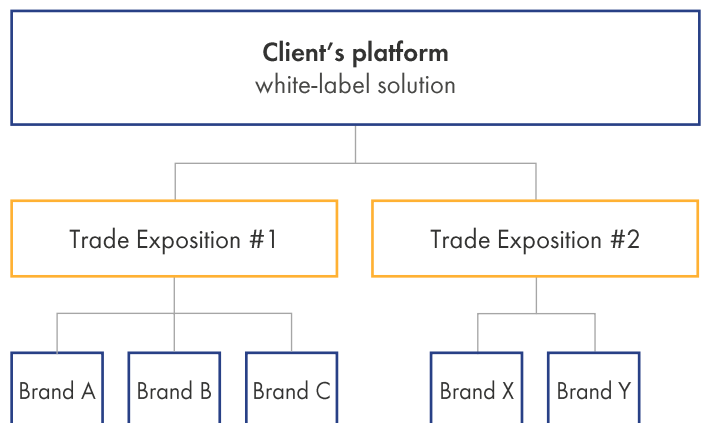 Client's platform
white-label solution
Trade Exposition #1
Trade Exposition #2
Brand A
Brand B
Brand C
Brand X
Brand Y